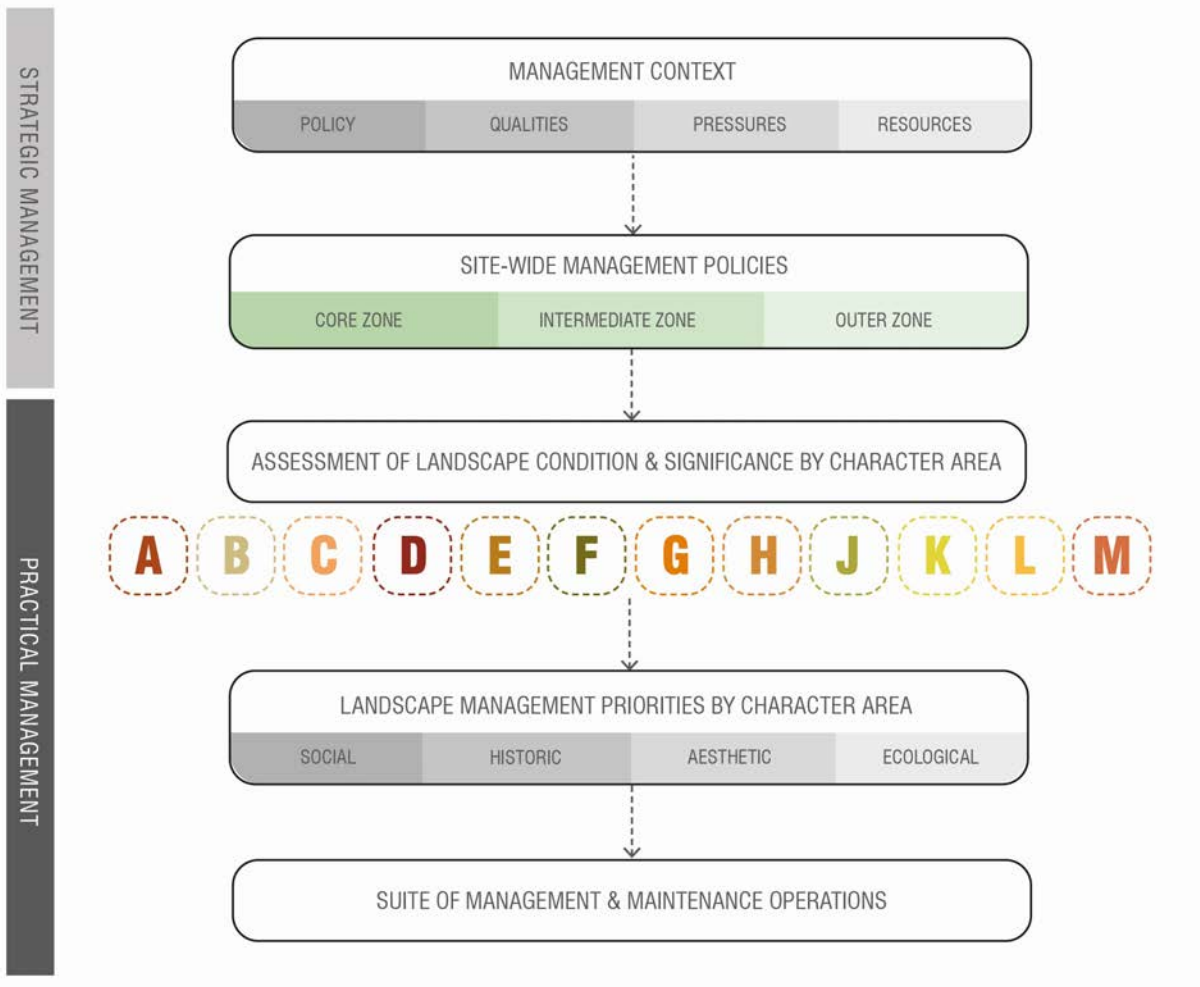 STRATEGIC MANAGEMENT
MANAGEMENT CONTEXT
POLICY QUALITIES PRESSURES RESOURCES
SITE-WIDE MANAGEMENT POLICIES
CORE ZONE INTERMEDIATE ZONE OUTER ZONE
PRACTICAL MANAGEMENT
ASSESSMENT OF LANDSCAPE CONDITION & SIGNIFICANCE BY CHARACTER AREA
A B C D E F G H J K L M
LANDSCAPE MANAGEMENT PRIORITIES BY CHARACTER AREA
SOCIAL HISTORIC AESTHETIC ECOLOGICAL
SUITE OF MANAGEMENT & MAINTENANCE OPERATIONS